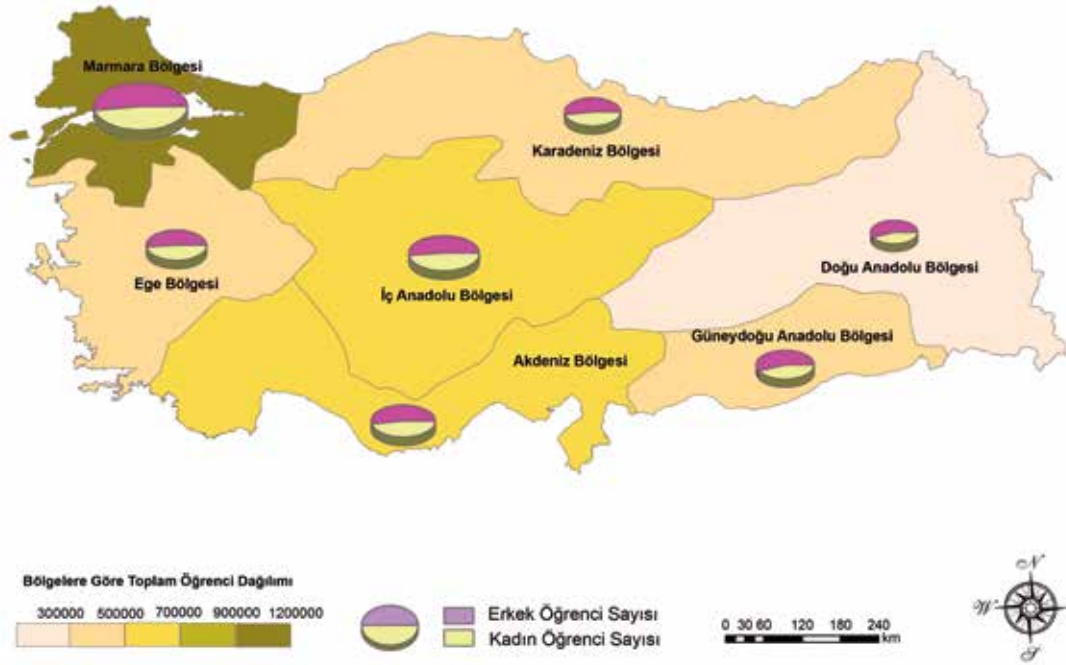 Marmara Bölgesi
Karadeniz Bölgesi
Ege Bölgesi
İç Anadolu Bölgesi
Doğu Anadolu Bölgesi
Güneydoğu Anadolu Bölgesi
Akdeniz Bölgesi
Bölgelere Göre Toplam Öğrenci Dağılımı
300000 500000 700000 900000 1200000
Erkek Öğrenci Sayısı
Kadın Öğrenci Sayısı
0 30 60 120 180 240
km
N
W E
S